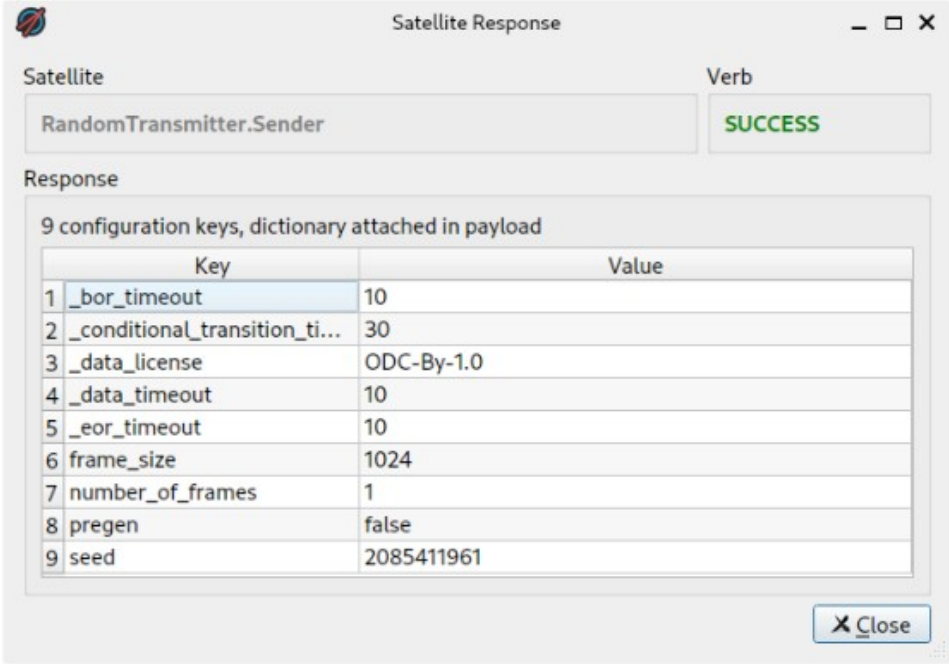 Satellite Response
Satellite Verb
RandomTransmitter.Sender SUCCESS
Response
9 configuration keys, dictionary attached in payload
Key Value
1 _bor_timeout 10
2 _conditional_transition_ti... 30
3 _data_license ODC-By-1.0
4 _data_timeout 10
5 _eor_timeout 10
6 frame_size 1024
7 number_of_frames 1
8 pregen false
9 seed 2085411961
Close